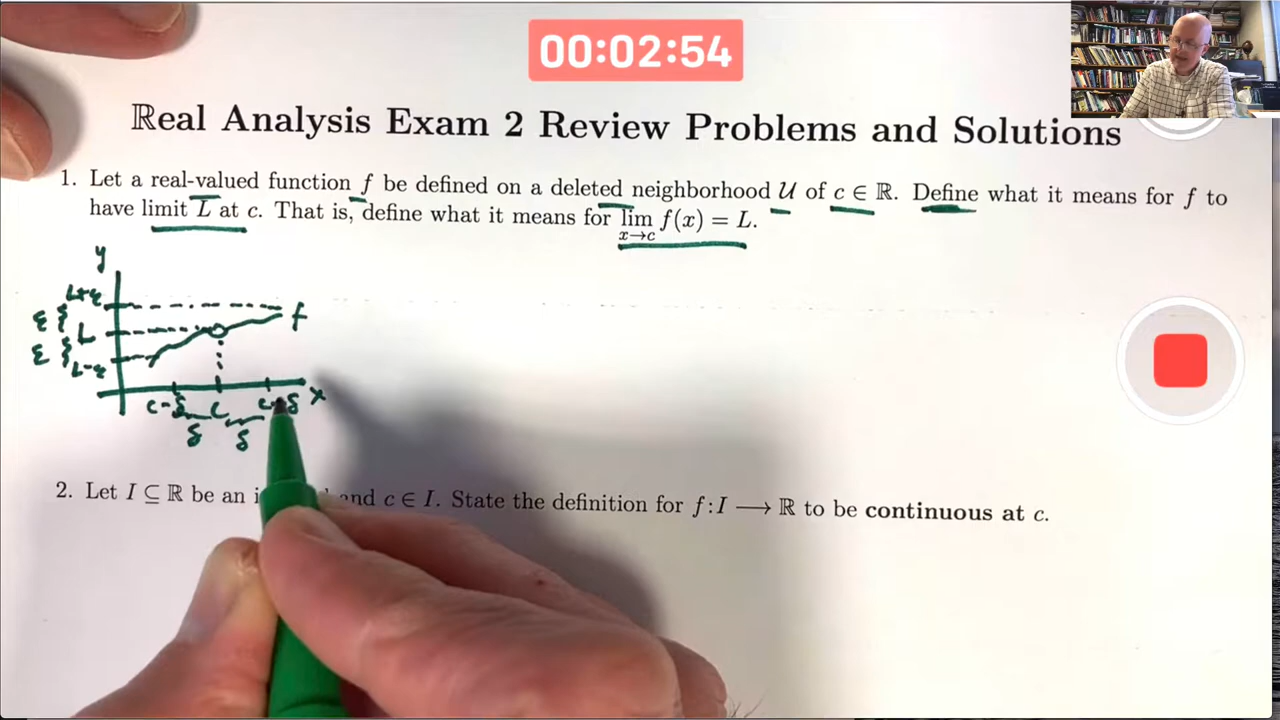 00:02:54
Real Analysis Exam 2 Review Problems and Solutions
1. Let a real-valued function f be defined on a deleted neighborhood 𝒰 of c ∈ ℝ. Define what it means for f to
have limit L at c. That is, define what it means for lim f(x) = L.
x→c
y
L+ε
ε
L
f
ε
L-ε
c-δ c c+δ x
δ δ
2. Let I ⊆ ℝ be an and c ∈ I. State the definition for f:I ⟶ ℝ to be continuous at c.